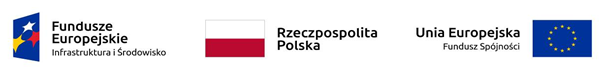 Fundusze
Europejskie
Infrastruktura i Środowisko
Rzeczpospolita
Polska
Unia Europejska
Fundusz Spójności